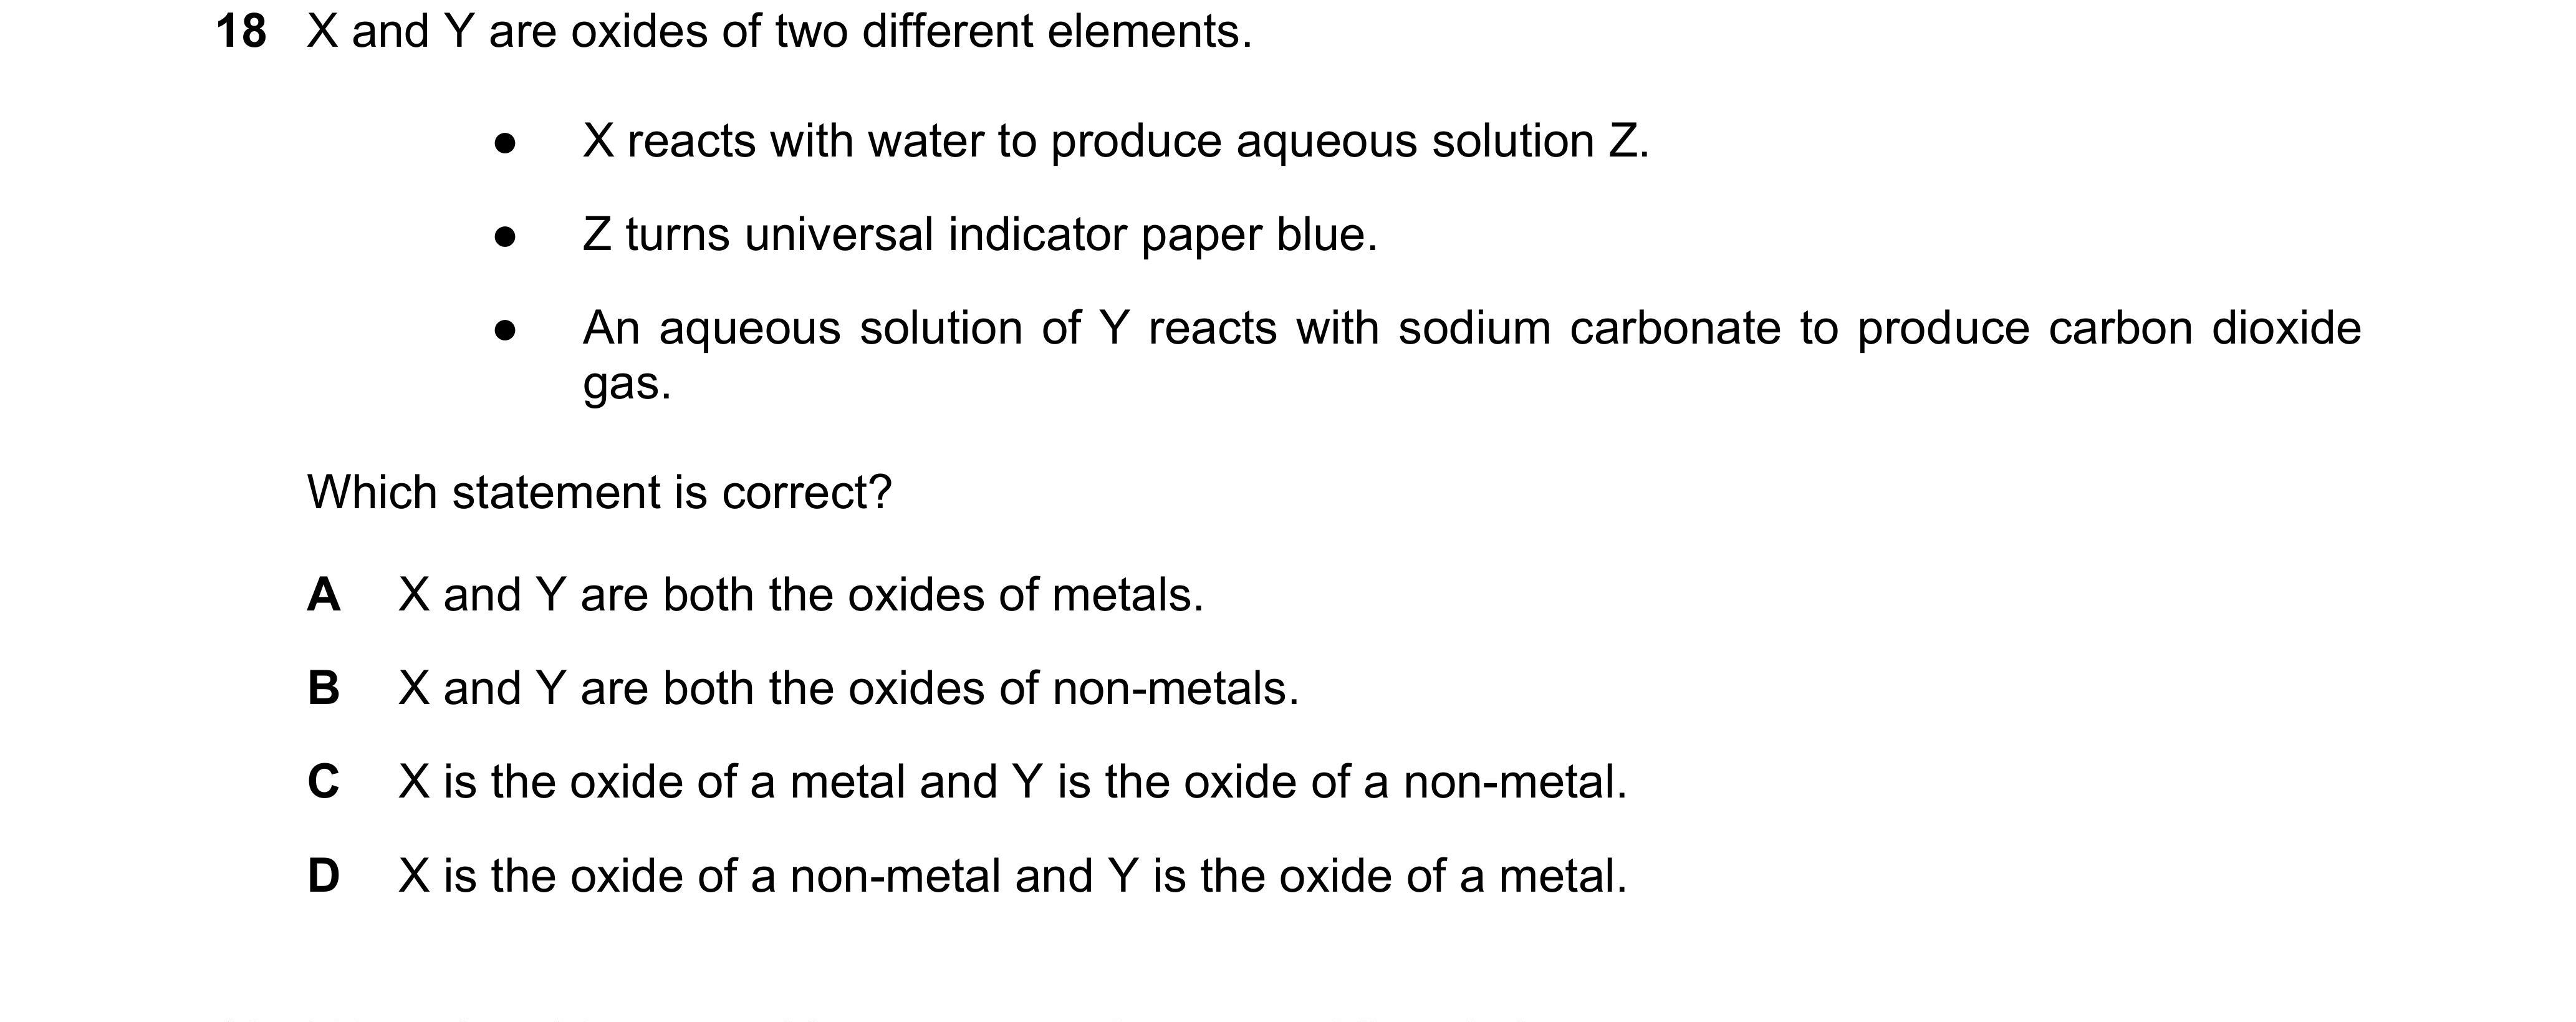 18 X and Y are oxides of two different elements.
● X reacts with water to produce aqueous solution Z.
● Z turns universal indicator paper blue.
● An aqueous solution of Y reacts with sodium carbonate to produce carbon dioxide
gas.
Which statement is correct?
A X and Y are both the oxides of metals.
B X and Y are both the oxides of non-metals.
C X is the oxide of a metal and Y is the oxide of a non-metal.
D X is the oxide of a non-metal and Y is the oxide of a metal.